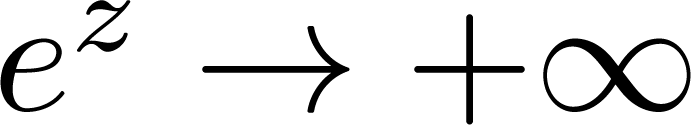 e^z → +∞